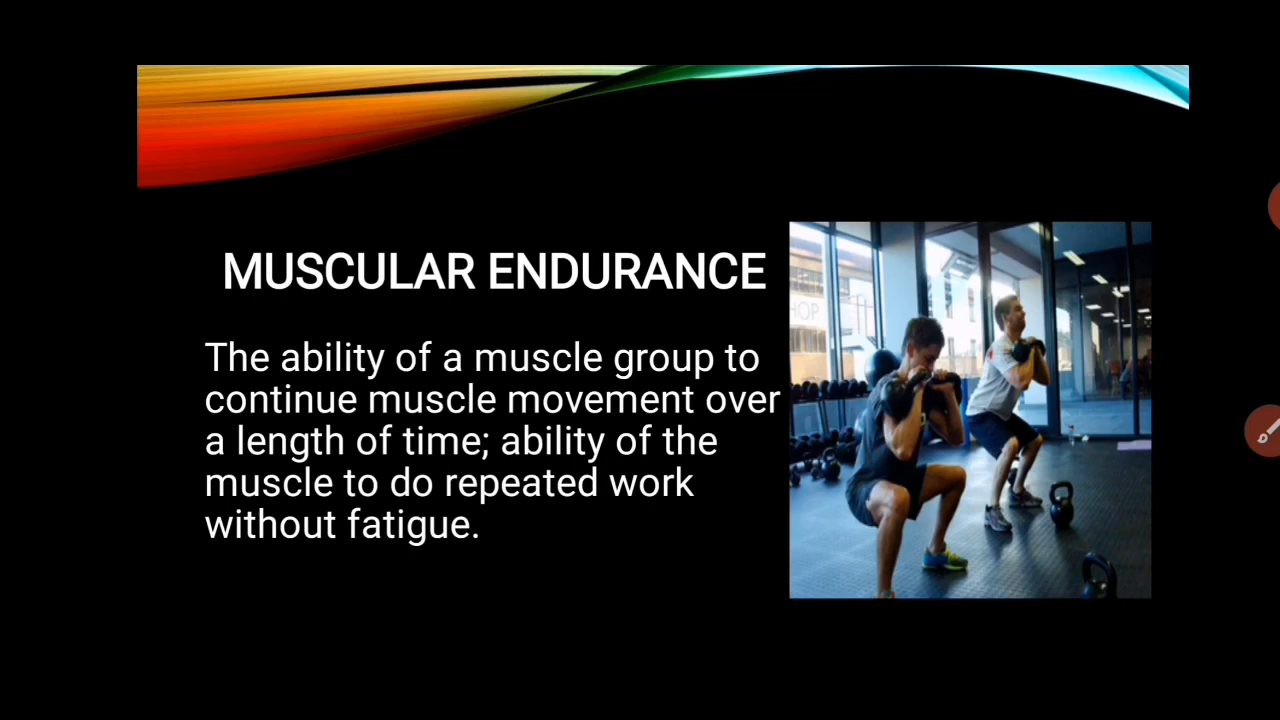 MUSCULAR ENDURANCE
The ability of a muscle group to
continue muscle movement over
a length of time; ability of the
muscle to do repeated work
without fatigue.
HOP